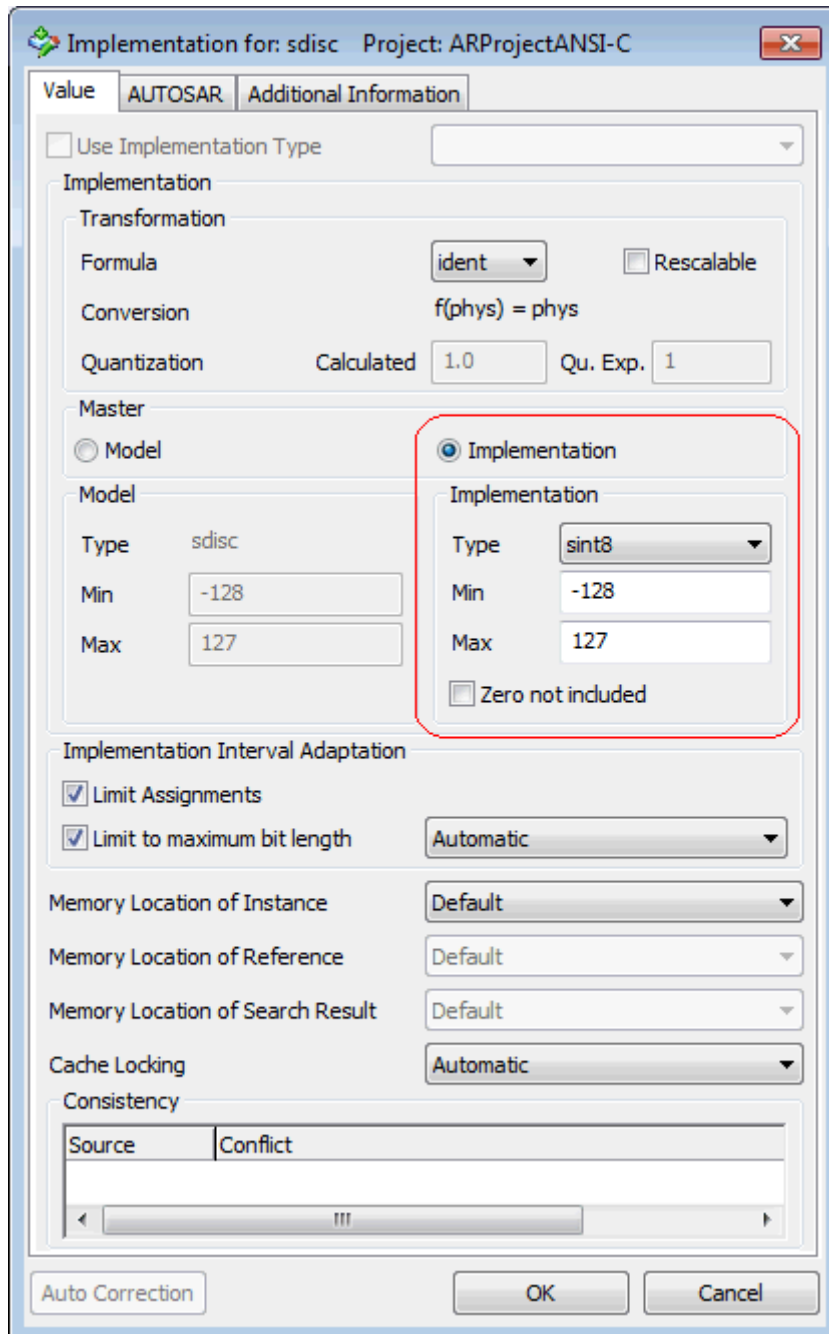 Implementation for: sdisc Project: ARProjectANSI-C
Value AUTOSAR Additional Information
Use Implementation Type
Implementation
Transformation
Formula ident Rescalable
Conversion f(phys) = phys
Quantization Calculated 1.0 Qu. Exp. 1
Master
Model Implementation
Model Implementation
Type sdisc Type sint8
Min -128 Min -128
Max 127 Max 127
Zero not included
Implementation Interval Adaptation
Limit Assignments
Limit to maximum bit length Automatic
Memory Location of Instance Default
Memory Location of Reference Default
Memory Location of Search Result Default
Cache Locking Automatic
Consistency
Source Conflict
Auto Correction OK Cancel